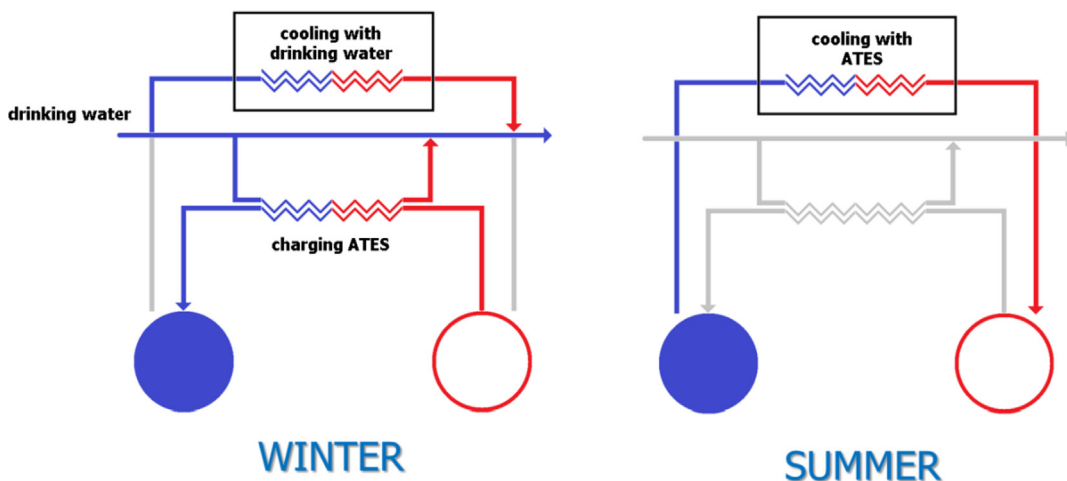 cooling with
drinking water
drinking water
charging ATES
WINTER
cooling with
ATES
SUMMER